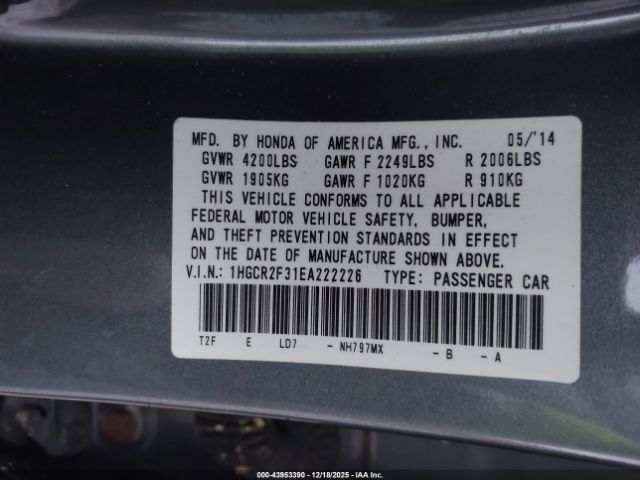 MFD. BY HONDA OF AMERICA MFG., INC. 05/'14
GVWR 4200LBS GAWR F 2249LBS R 2006LBS
GVWR 1905KG GAWR F 1020KG R 910KG
THIS VEHICLE CONFORMS TO ALL APPLICABLE
FEDERAL MOTOR VEHICLE SAFETY, BUMPER,
AND THEFT PREVENTION STANDARDS IN EFFECT
ON THE DATE OF MANUFACTURE SHOWN ABOVE.
V.I.N.: 1HGCR2F31EA222226 TYPE: PASSENGER CAR
T2F E LD7 - NH797MX - B - A
000-43953390 - 12/18/2025 - IAA Inc.